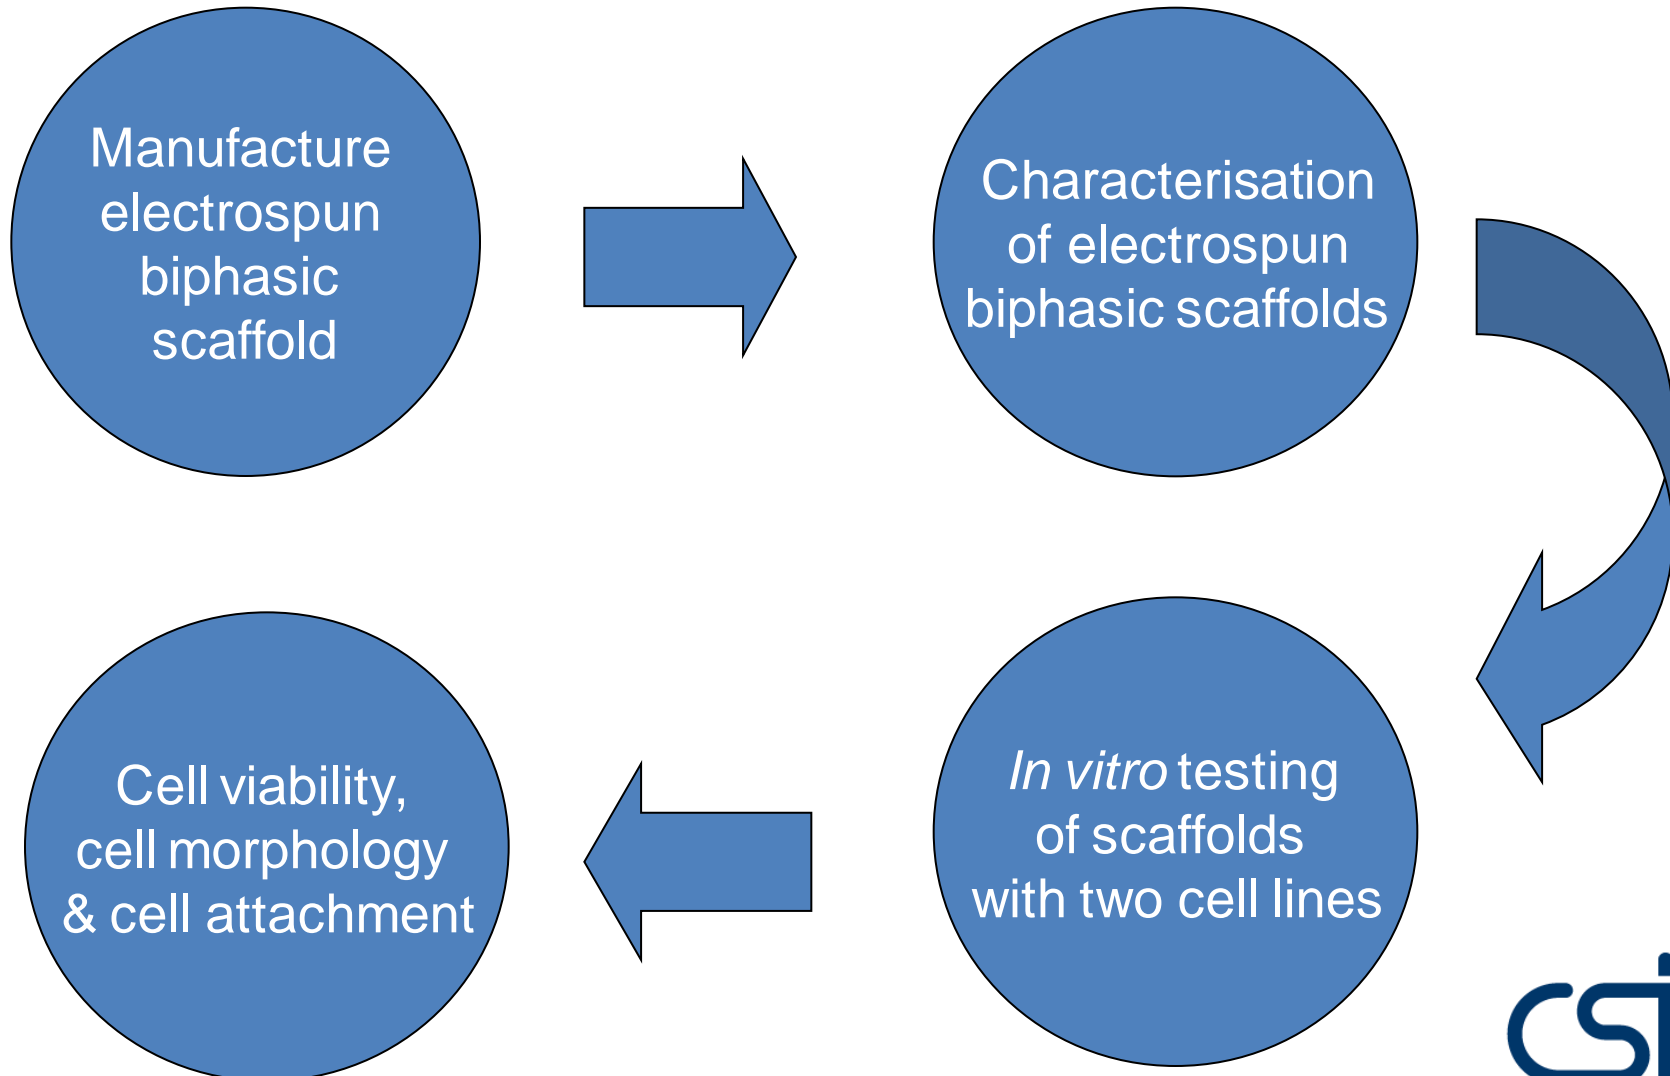 Manufacture
electrospun
biphasic
scaffold
Characterisation
of electrospun
biphasic scaffolds
In vitro testing
of scaffolds
with two cell lines
Cell viability,
cell morphology
& cell attachment